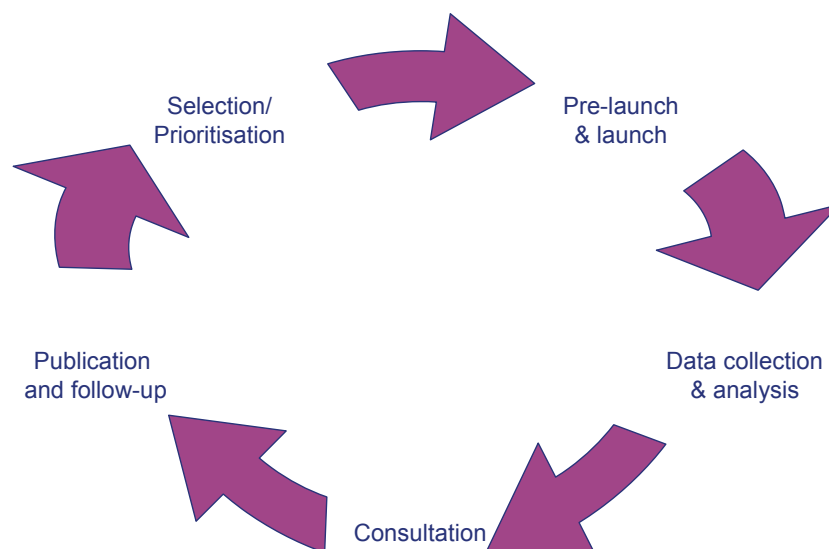 Selection/
Prioritisation
Pre-launch
& launch
Data collection
& analysis
Consultation
Publication
and follow-up